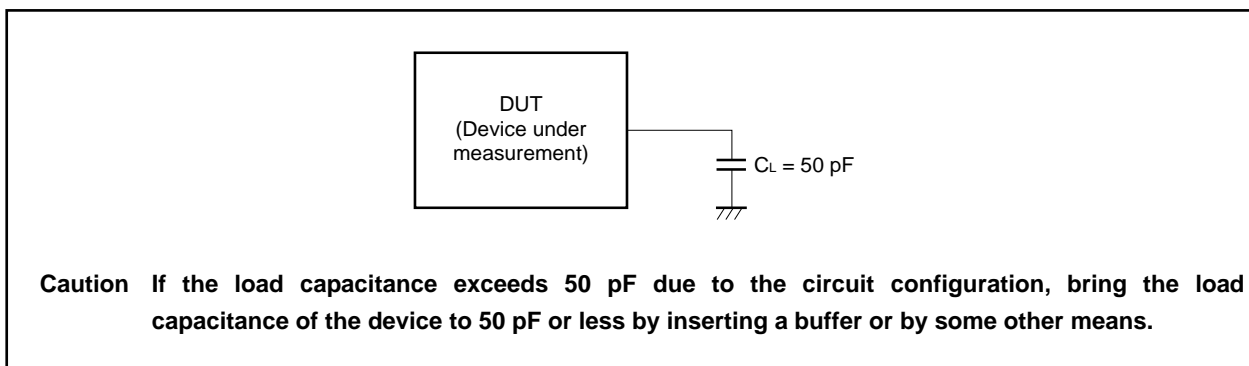 DUT
(Device under
measurement)
CL = 50 pF
Caution If the load capacitance exceeds 50 pF due to the circuit configuration, bring the load
capacitance of the device to 50 pF or less by inserting a buffer or by some other means.